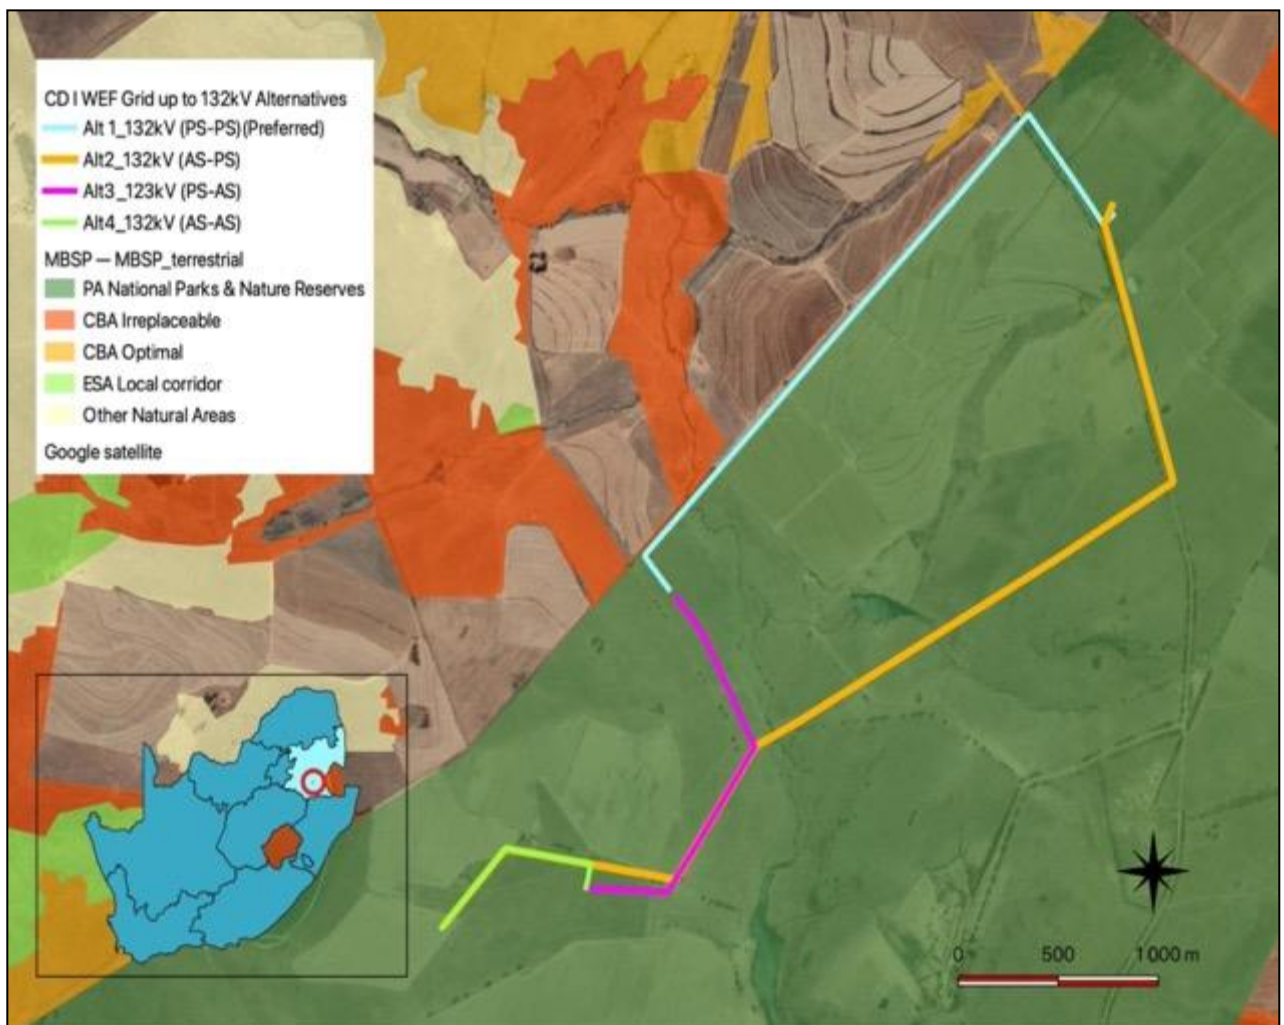 CD I WEF Grid up to 132kV Alternatives
Alt 1_132kV (PS-PS)(Preferred)
Alt2_132kV (AS-PS)
Alt3_123kV (PS-AS)
Alt4_132kV (AS-AS)
MBSP — MBSP_terrestrial
PA National Parks & Nature Reserves
CBA Irreplaceable
CBA Optimal
ESA Local corridor
Other Natural Areas
Google satellite
0 500 1000 m